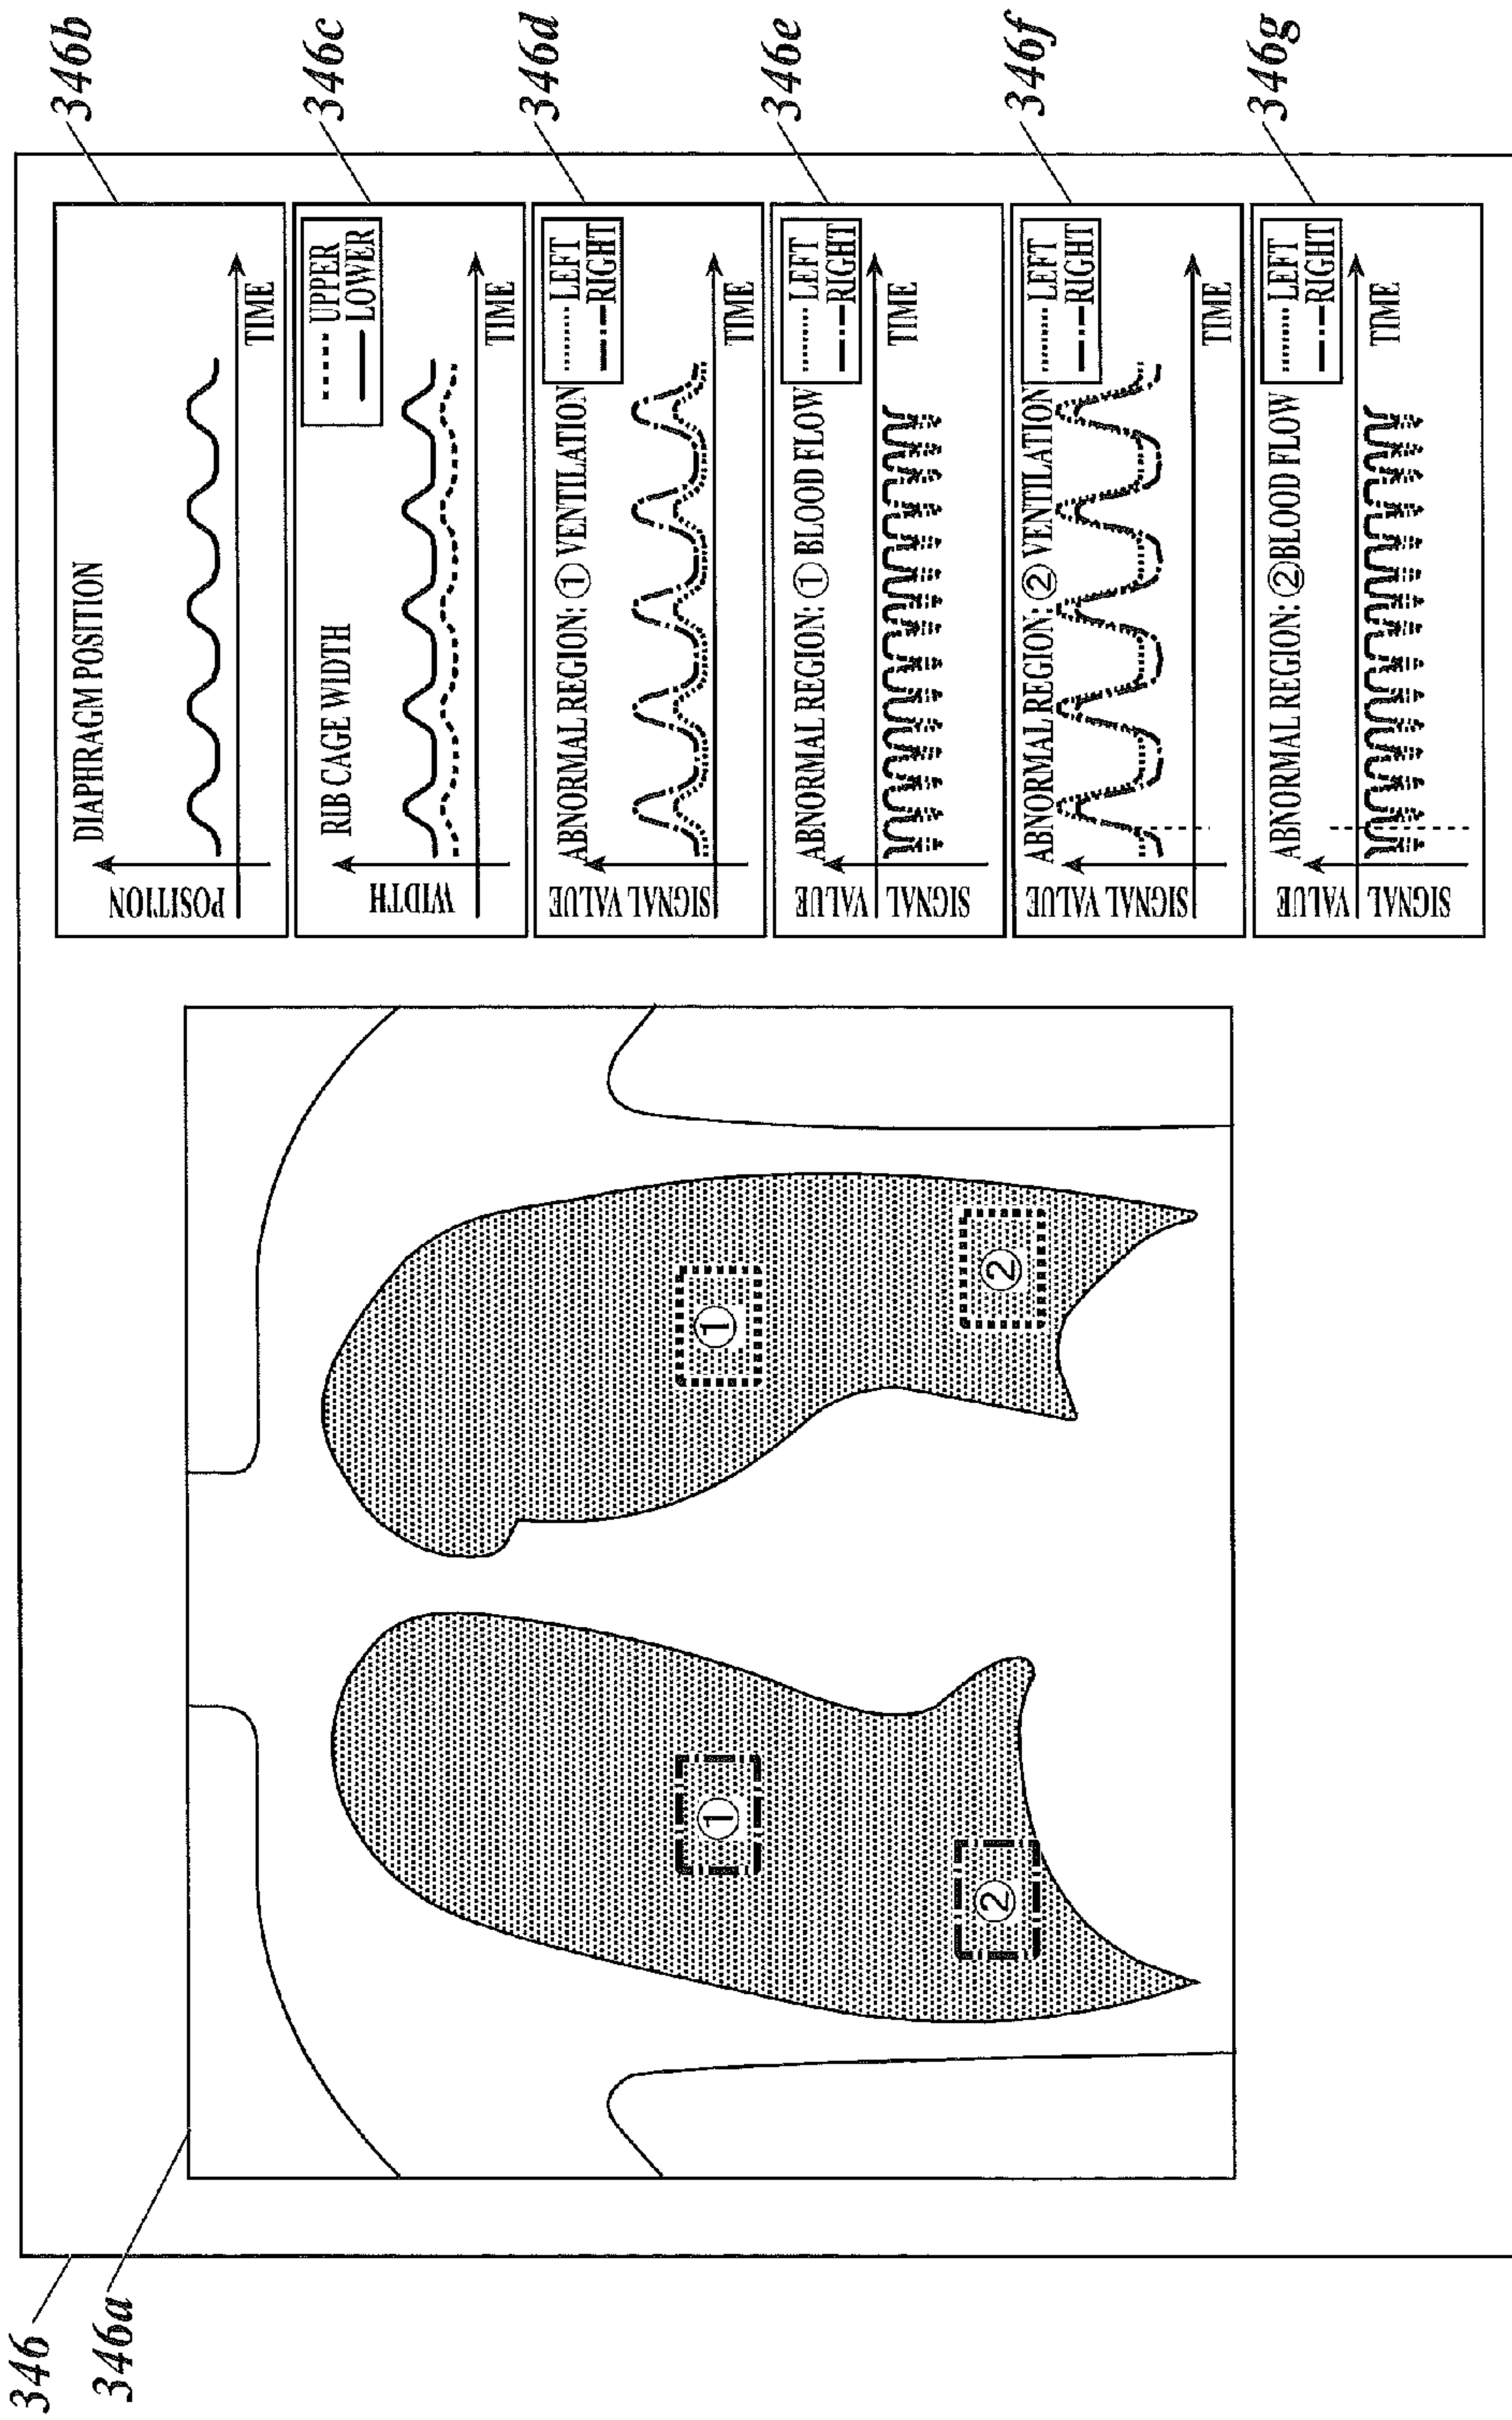 346
346a
①
①
②
②
346b
DIAPHRAGM POSITION
POSITION
TIME
346c
RIB CAGE WIDTH
UPPER
LOWER
WIDTH
TIME
346d
ABNORMAL REGION: ① VENTILATION
LEFT
RIGHT
SIGNAL VALUE
TIME
346e
ABNORMAL REGION: ① BLOOD FLOW
LEFT
RIGHT
SIGNAL VALUE
SIGNAL
TIME
346f
ABNORMAL REGION: ② VENTILATION
LEFT
RIGHT
SIGNAL VALUE
TIME
346g
ABNORMAL REGION: ②BLOOD FLOW
LEFT
RIGHT
SIGNAL VALUE
SIGNAL
TIME